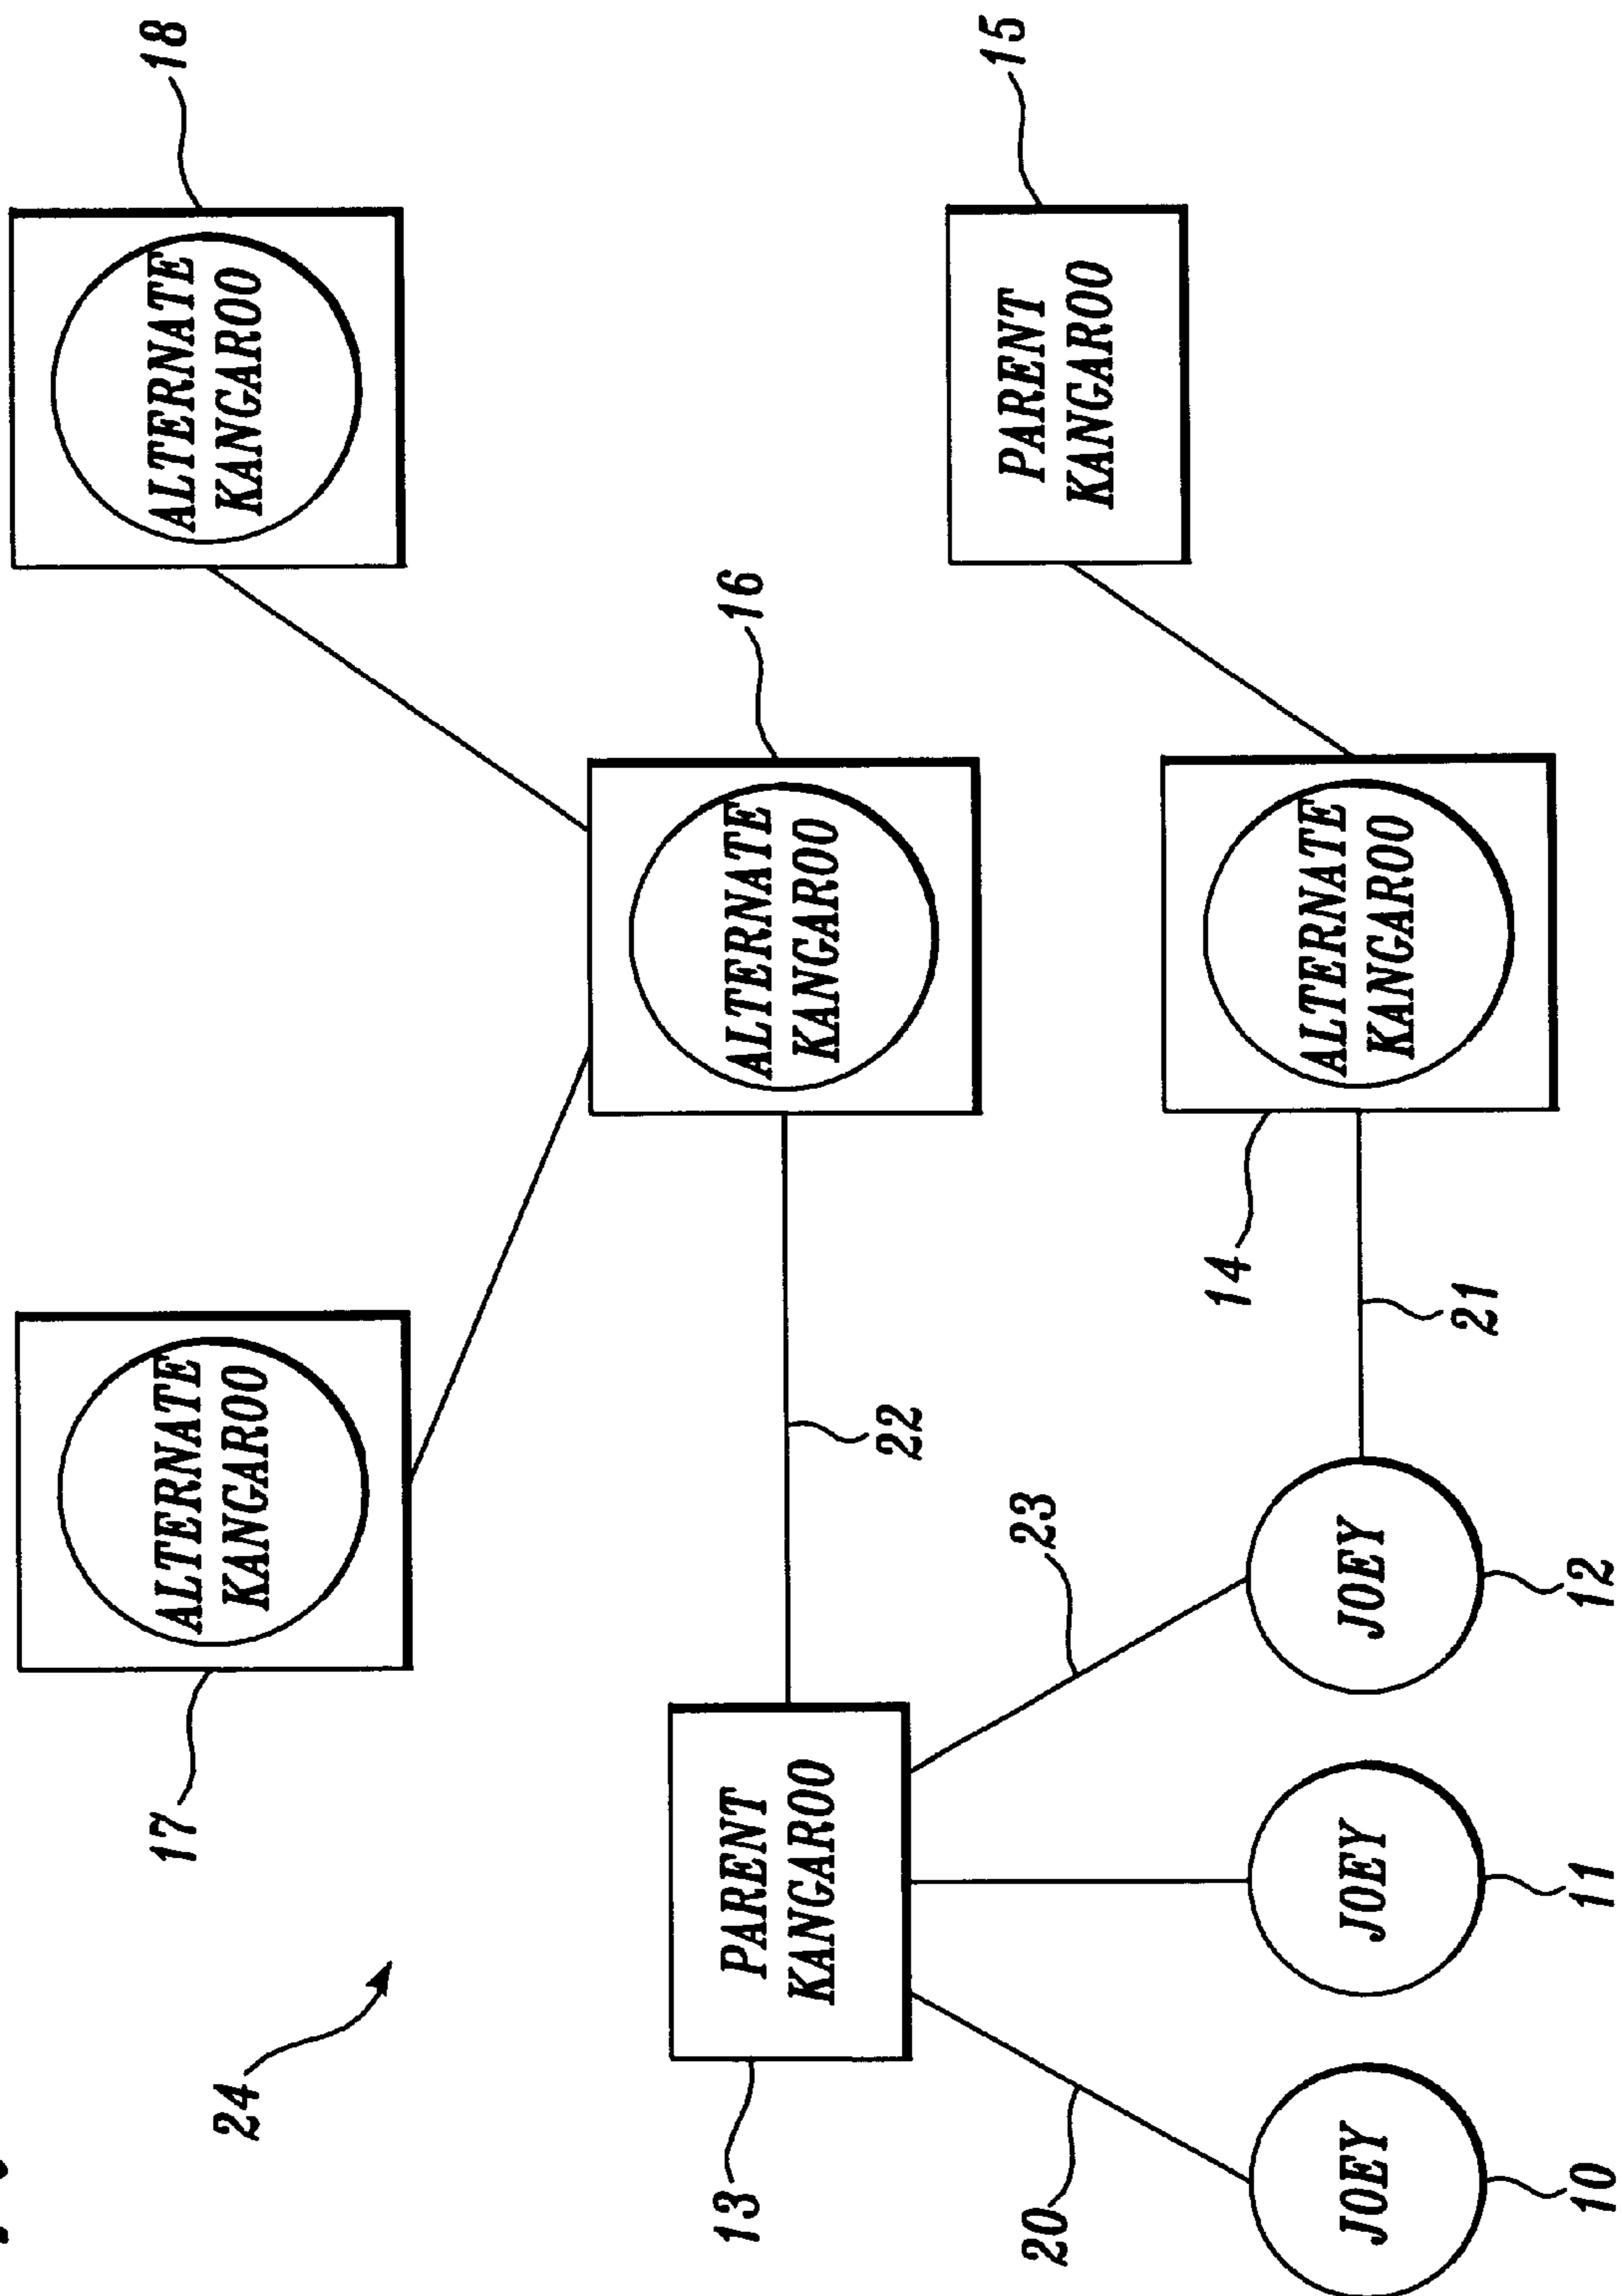 17
ALTERNATE
KANGAROO
ALTERNATE
KANGAROO
18
24
13
PARENT
KANGAROO
ALTERNATE
KANGAROO
16
22
PARENT
KANGAROO
15
20
23
14
ALTERNATE
KANGAROO
JOEY
JOEY
JOEY
21
10
11
12